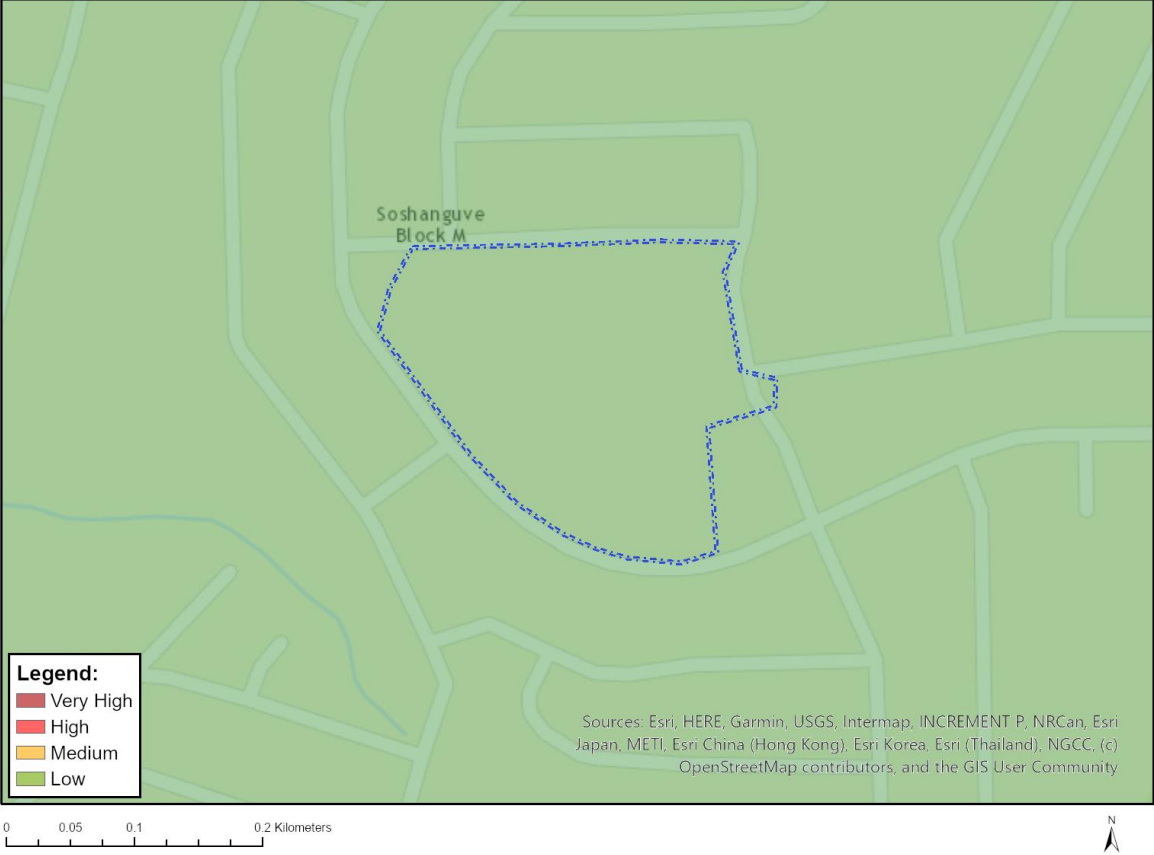 Soshanguve
Block M
Legend:
Very High
High
Medium
Low
Sources: Esri, HERE, Garmin, USGS, Intermap, INCREMENT P, NRCan, Esri
Japan, METI, Esri China (Hong Kong), Esri Korea, Esri (Thailand), NGCC, (c)
OpenStreetMap contributors, and the GIS User Community
0 0.05 0.1 0.2 Kilometers
N